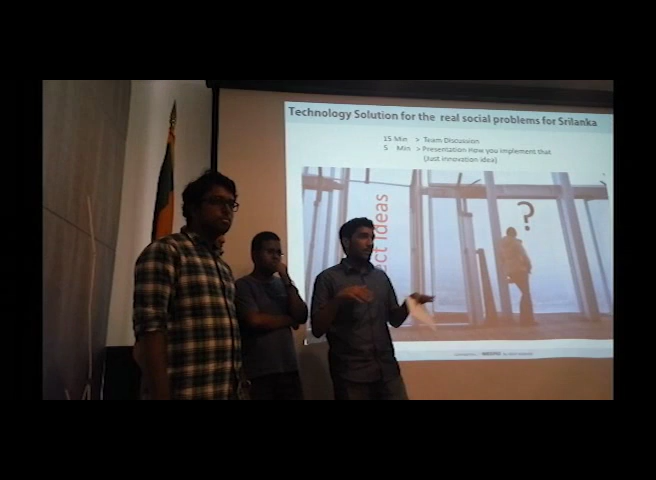 Technology Solution for the real social problems for Srilanka
15 Min > Team Discussion
5 Min > Presentation How you implement that
(Just innovation idea)
ect Ideas
?